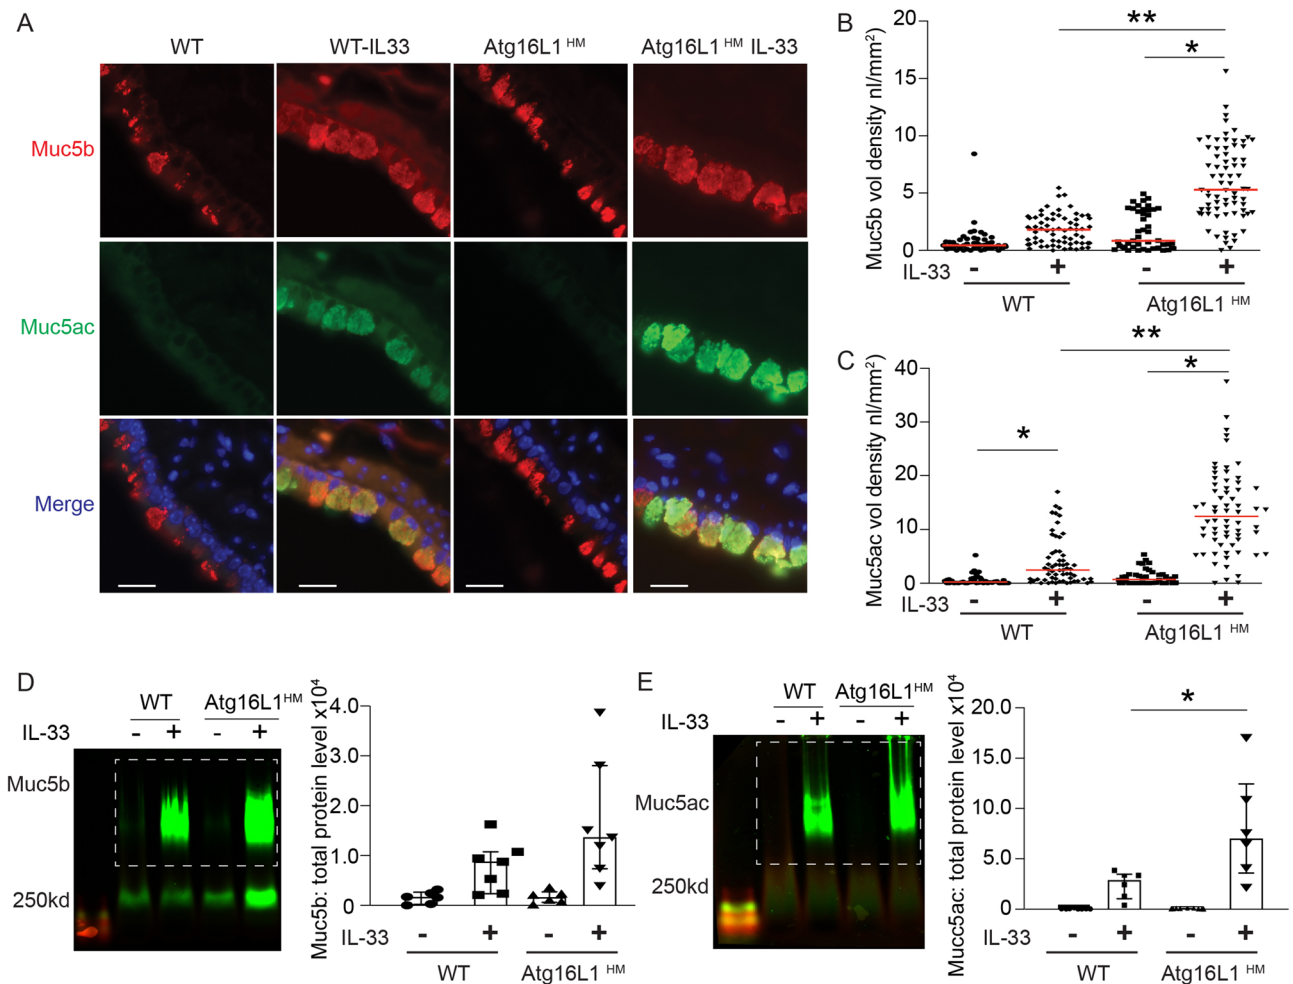 A
WT
WT-IL33
Atg16L1 HM
Atg16L1 HM IL-33
Muc5b
Muc5ac
Merge
B
Muc5b vol density nl/mm²
20
15
10
5
0
**
*
IL-33
- + - +
WT
Atg16L1 HM
C
Muc5ac vol density nl/mm²)
40
30
20
10
0
**
*
*
IL-33
- + - +
WT
Atg16L1 HM
D
WT
Atg16L1HM
IL-33 - + - +
Muc5b
250kd
Muc5b: total protein level x10⁴
4.0
3.0
2.0
1.0
0
IL-33 - + - +
WT
Atg16L1 HM
E
WT
Atg16L1HM
IL-33 - + - +
Muc5ac
250kd
Mucc5ac: total protein level x10⁴
20.0
15.0
10.0
5.0
0
*
IL-33 - + - +
WT
Atg16L1 HM